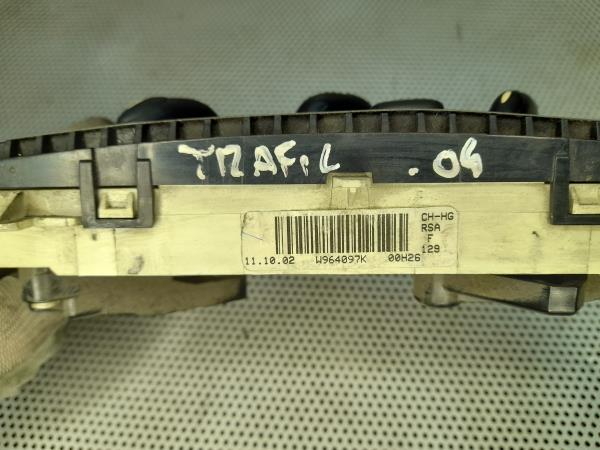 TRAFiL .04
CH-HG
RSA
F
129
11.10.02 W964097K 00H26